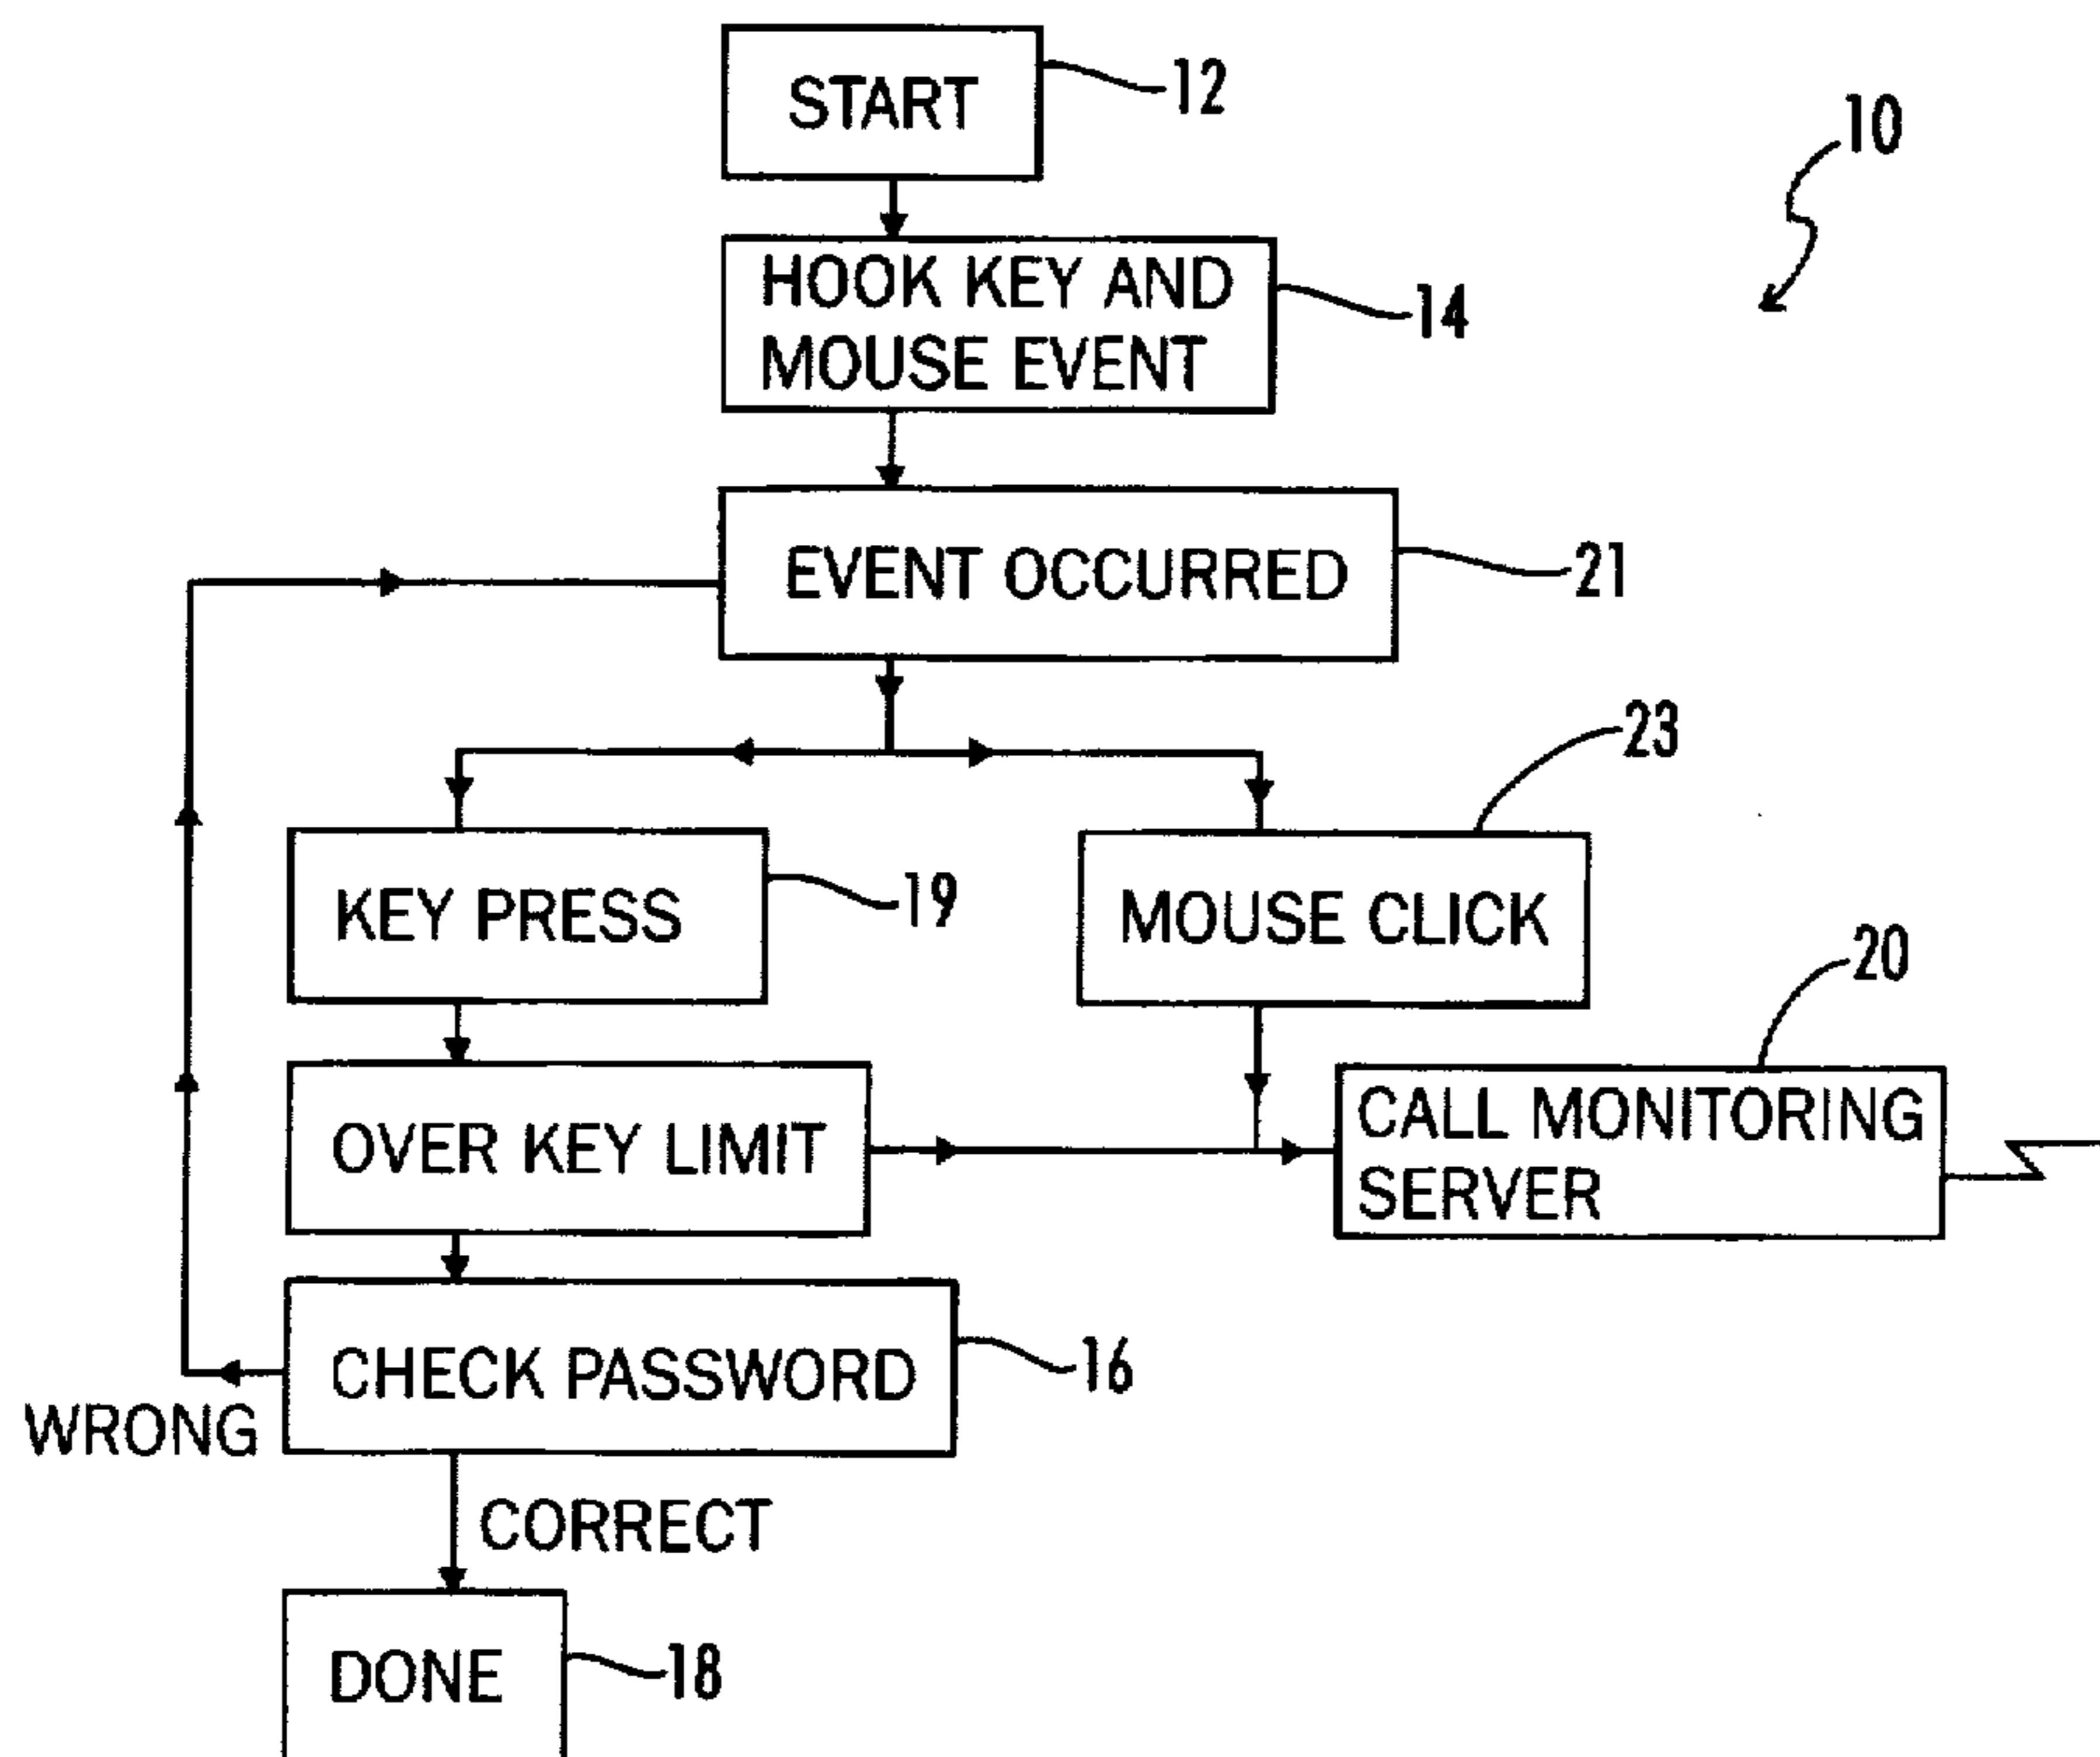 START
12
10
HOOK KEY AND
MOUSE EVENT
14
EVENT OCCURRED
21
23
KEY PRESS
19
MOUSE CLICK
20
OVER KEY LIMIT
CALL MONITORING
SERVER
CHECK PASSWORD
16
WRONG
CORRECT
DONE
18